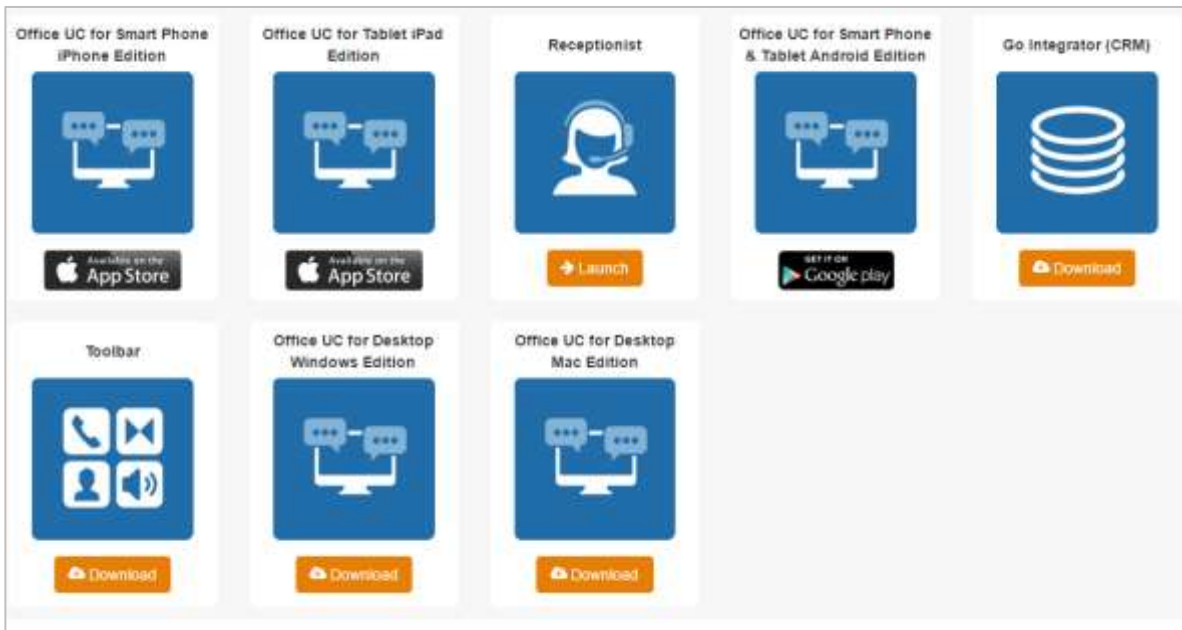 Office UC for Smart Phone
iPhone Edition
Office UC for Tablet iPad
Edition
Receptionist
Office UC for Smart Phone
& Tablet Android Edition
Go Integrator (CRM)
Available on the
App Store
Available on the
App Store
Launch
GET IT ON
Google play
Download
Toolbar
Office UC for Desktop
Windows Edition
Office UC for Desktop
Mac Edition
Download
Download
Download